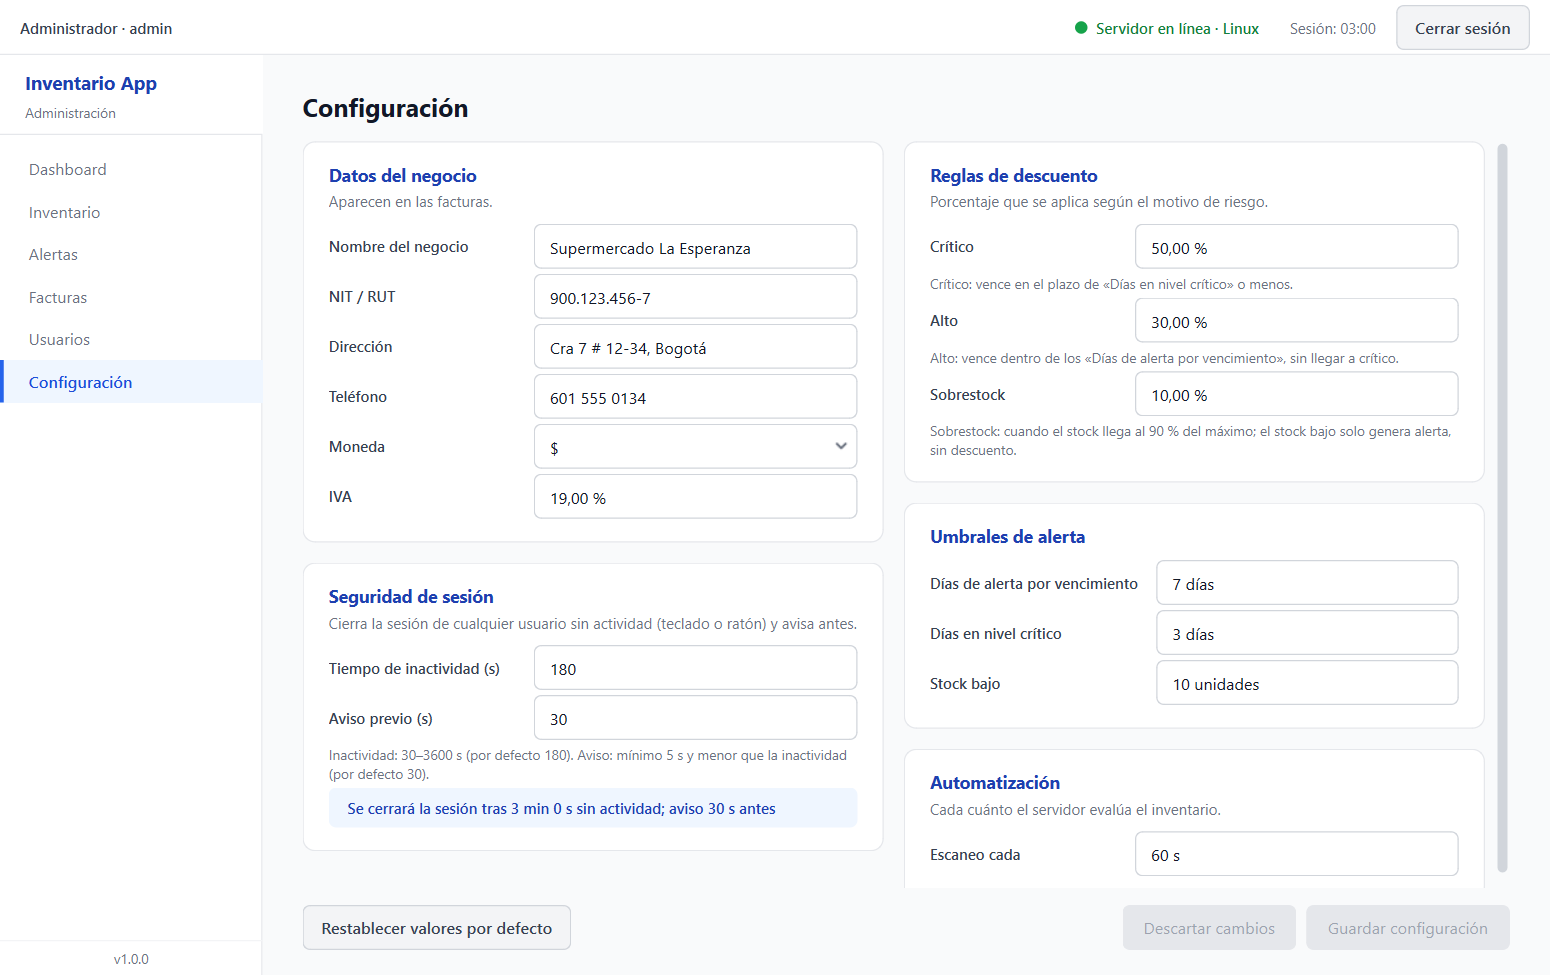 Administrador · admin
Servidor en línea · Linux
Sesión: 03:00
Cerrar sesión
Inventario App
Administración
Dashboard
Inventario
Alertas
Facturas
Usuarios
Configuración
v1.0.0
Configuración
Datos del negocio
Aparecen en las facturas.
Nombre del negocio
Supermercado La Esperanza
NIT / RUT
900.123.456-7
Dirección
Cra 7 # 12-34, Bogotá
Teléfono
601 555 0134
Moneda
$
IVA
19,00 %
Seguridad de sesión
Cierra la sesión de cualquier usuario sin actividad (teclado o ratón) y avisa antes.
Tiempo de inactividad (s)
180
Aviso previo (s)
30
Inactividad: 30–3600 s (por defecto 180). Aviso: mínimo 5 s y menor que la inactividad
(por defecto 30).
Se cerrará la sesión tras 3 min 0 s sin actividad; aviso 30 s antes
Reglas de descuento
Porcentaje que se aplica según el motivo de riesgo.
Crítico
50,00 %
Crítico: vence en el plazo de «Días en nivel crítico» o menos.
Alto
30,00 %
Alto: vence dentro de los «Días de alerta por vencimiento», sin llegar a crítico.
Sobrestock
10,00 %
Sobrestock: cuando el stock llega al 90 % del máximo; el stock bajo solo genera alerta,
sin descuento.
Umbrales de alerta
Días de alerta por vencimiento
7 días
Días en nivel crítico
3 días
Stock bajo
10 unidades
Automatización
Cada cuánto el servidor evalúa el inventario.
Escaneo cada
60 s
Restablecer valores por defecto
Descartar cambios
Guardar configuración